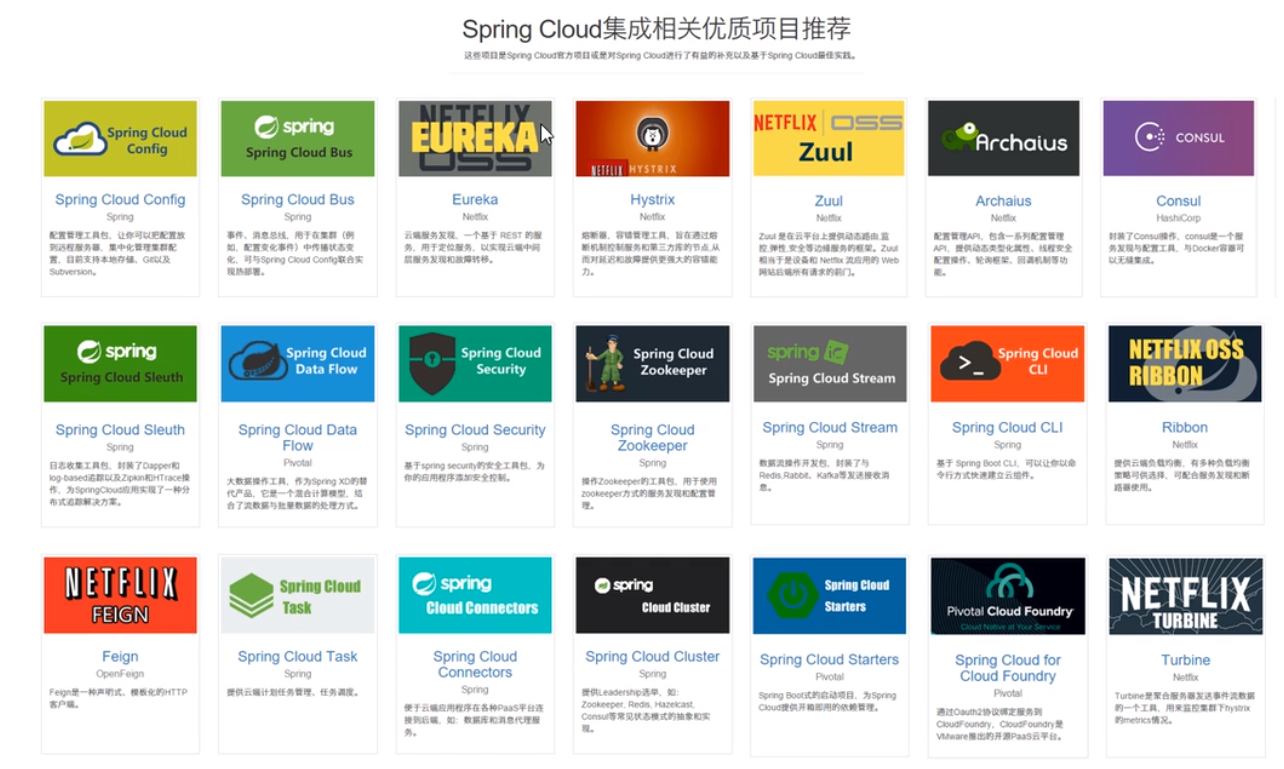 Spring Cloud集成相关优质项目推荐
这些项目是Spring Cloud官方项目或是对Spring Cloud进行了有益的补充以及基于Spring Cloud最佳实践。
Spring Cloud
Config
Spring Cloud Config
Spring
配置管理工具包，让你可以把配置放
到远程服务器，集中化管理集群配
置，目前支持本地存储、Git以及
Subversion。
spring
Spring Cloud Bus
Spring Cloud Bus
Spring
事件、消息总线，用于在集群（例
如，配置变化事件）中传播状态变
化，可与Spring Cloud Config联合实
现热部署。
NETFLIX
EUREKA
OSS
Eureka
Netflix
云端服务发现，一个基于 REST 的服
务，用于定位服务，以实现云端中间
层服务发现和故障转移。
NETFLIX HYSTRIX
Hystrix
Netflix
熔断器，容错管理工具，旨在通过熔
断机制控制服务和第三方库的节点,从
而对延迟和故障提供更强大的容错能
力。
NETFLIX OSS
Zuul
Zuul
Netflix
Zuul 是在云平台上提供动态路由,监
控,弹性,安全等边缘服务的框架。Zuul
相当于是设备和 Netflix 流应用的 Web
网站后端所有请求的前门。
Archaius
Archaius
Netflix
配置管理API，包含一系列配置管理
API，提供动态类型化属性、线程安全
配置操作、轮询框架、回调机制等功
能。
CONSUL
Consul
HashiCorp
封装了Consul操作，consul是一个服
务发现与配置工具，与Docker容器可
以无缝集成。
spring
Spring Cloud Sleuth
Spring Cloud Sleuth
Spring
日志收集工具包，封装了Dapper和
log-based追踪以及Zipkin和HTrace操
作，为SpringCloud应用实现了一种分
布式追踪解决方案。
Spring Cloud
Data Flow
Spring Cloud Data
Flow
Pivotal
大数据操作工具，作为Spring XD的替
代产品，它是一个混合计算模型，结
合了流数据与批量数据的处理方式。
Spring Cloud
Security
Spring Cloud Security
Spring
基于spring security的安全工具包，为
你的应用程序添加安全控制。
Spring Cloud
Zookeeper
Spring Cloud
Zookeeper
Spring
操作Zookeeper的工具包，用于使用
zookeeper方式的服务发现和配置管
理。
spring
Spring Cloud Stream
Spring Cloud Stream
Spring
数据流操作开发包，封装了与
Redis,Rabbit、Kafka等发送接收消
息。
>_
Spring Cloud
CLI
Spring Cloud CLI
Spring
基于 Spring Boot CLI，可以让你以命
令行方式快速建立云组件。
NETFLIX OSS
RIBBON
Ribbon
Netflix
提供云端负载均衡，有多种负载均衡
策略可供选择，可配合服务发现和断
路器使用。
NETFLIX
FEIGN
Feign
OpenFeign
Feign是一种声明式、模板化的HTTP
客户端。
Spring Cloud
Task
Spring Cloud Task
Spring
提供云端计划任务管理、任务调度。
spring
Cloud Connectors
Spring Cloud
Connectors
Spring
便于云端应用程序在各种PaaS平台连
接到后端，如：数据库和消息代理服
务。
spring
Cloud Cluster
Spring Cloud Cluster
Spring
提供Leadership选举，如：
Zookeeper, Redis, Hazelcast,
Consul等常见状态模式的抽象和实
现。
Spring Cloud
Starters
Spring Cloud Starters
Pivotal
Spring Boot式的启动项目，为Spring
Cloud提供开箱即用的依赖管理。
Pivotal Cloud Foundry
Cloud Native at Your Service
Spring Cloud for
Cloud Foundry
Pivotal
通过Oauth2协议绑定服务到
CloudFoundry，CloudFoundry是
VMware推出的开源PaaS云平台。
NETFLIX
TURBINE
Turbine
Netflix
Turbine是聚合服务器发送事件流数据
的一个工具，用来监控集群下hystrix
的metrics情况。